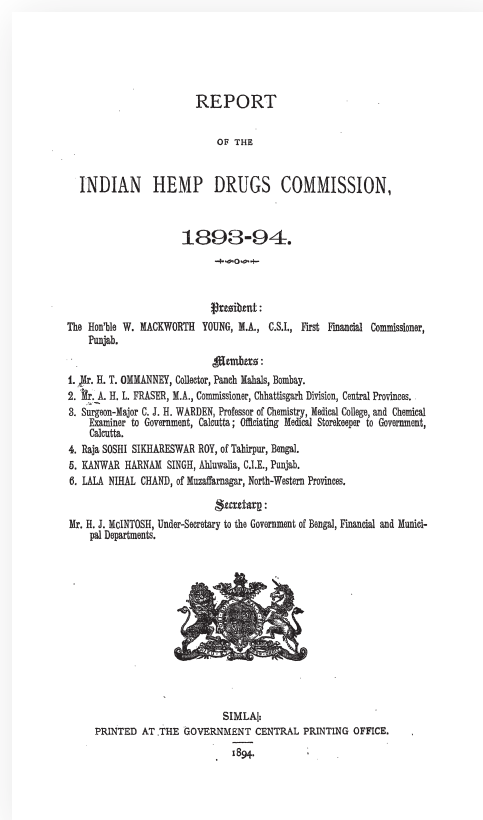 REPORT
OF THE
INDIAN HEMP DRUGS COMMISSION,
1893-94.
President:
The Hon'ble W. MACKWORTH YOUNG, M.A., C.S.I., First Financial Commissioner,
Punjab.
Members:
1. Mr. H. T. OMMANNEY, Collector, Panch Mahals, Bombay.
2. Mr. A. H. L. FRASER, M.A., Commissioner, Chhattisgarh Division, Central Provinces.
3. Surgeon-Major C. J. H. WARDEN, Professor of Chemistry, Medical College, and Chemical
Examiner to Government, Calcutta; Officiating Medical Storekeeper to Government,
Calcutta.
4. Raja SOSHI SIKHARESWAR ROY, of Tahirpur, Bengal.
5. KANWAR HARNAM SINGH, Ahluwalia, C.I.E., Punjab.
6. LALA NIHAL CHAND, of Muzaffarnagar, North-Western Provinces.
Secretary:
Mr. H. J. McINTOSH, Under-Secretary to the Government of Bengal, Financial and Munici-
pal Departments.
SIMLA:
PRINTED AT THE GOVERNMENT CENTRAL PRINTING OFFICE.
1894.